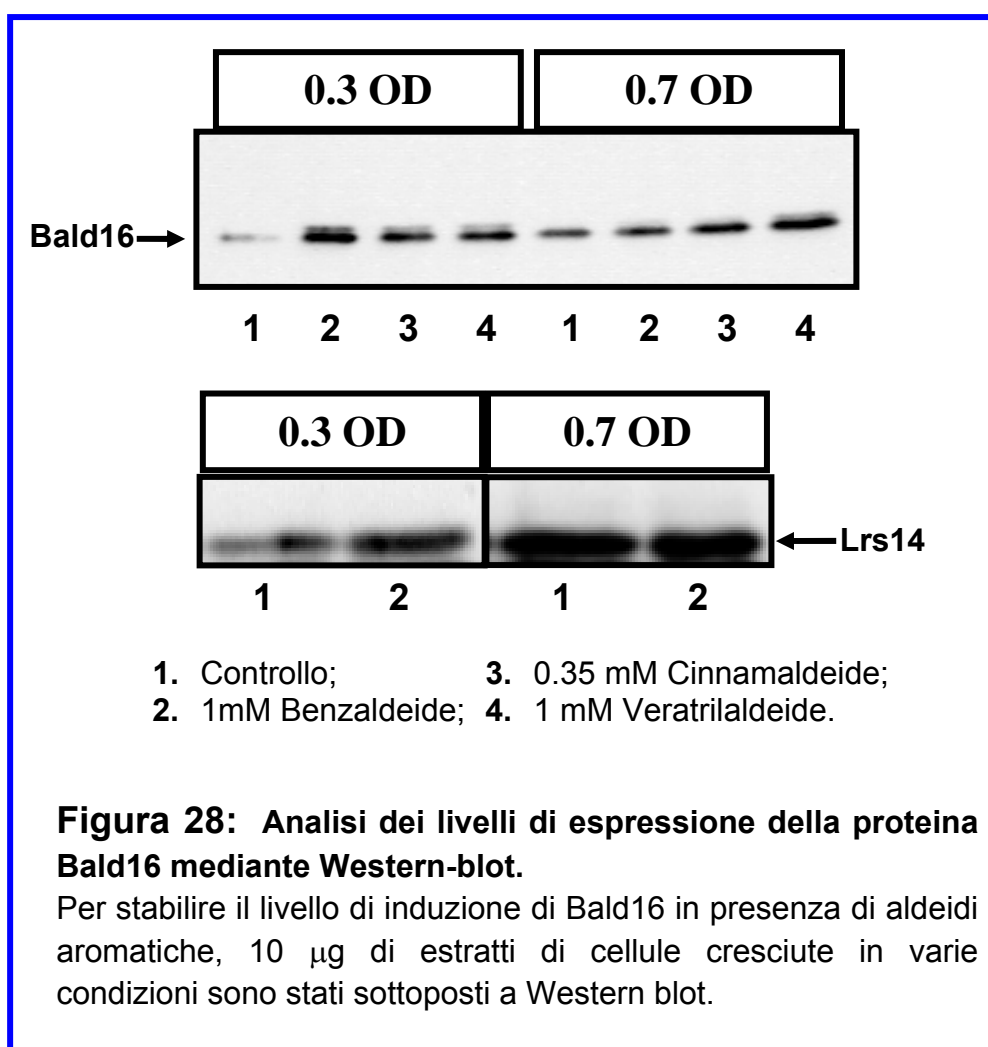 0.3 OD 0.7 OD
Bald16
1 2 3 4 1 2 3 4
0.3 OD 0.7 OD
Lrs14
1 2 1 2
1. Controllo; 3. 0.35 mM Cinnamaldeide;
2. 1mM Benzaldeide; 4. 1 mM Veratrilaldeide.
Figura 28: Analisi dei livelli di espressione della proteina
Bald16 mediante Western-blot.
Per stabilire il livello di induzione di Bald16 in presenza di aldeidi
aromatiche, 10 μg di estratti di cellule cresciute in varie
condizioni sono stati sottoposti a Western blot.